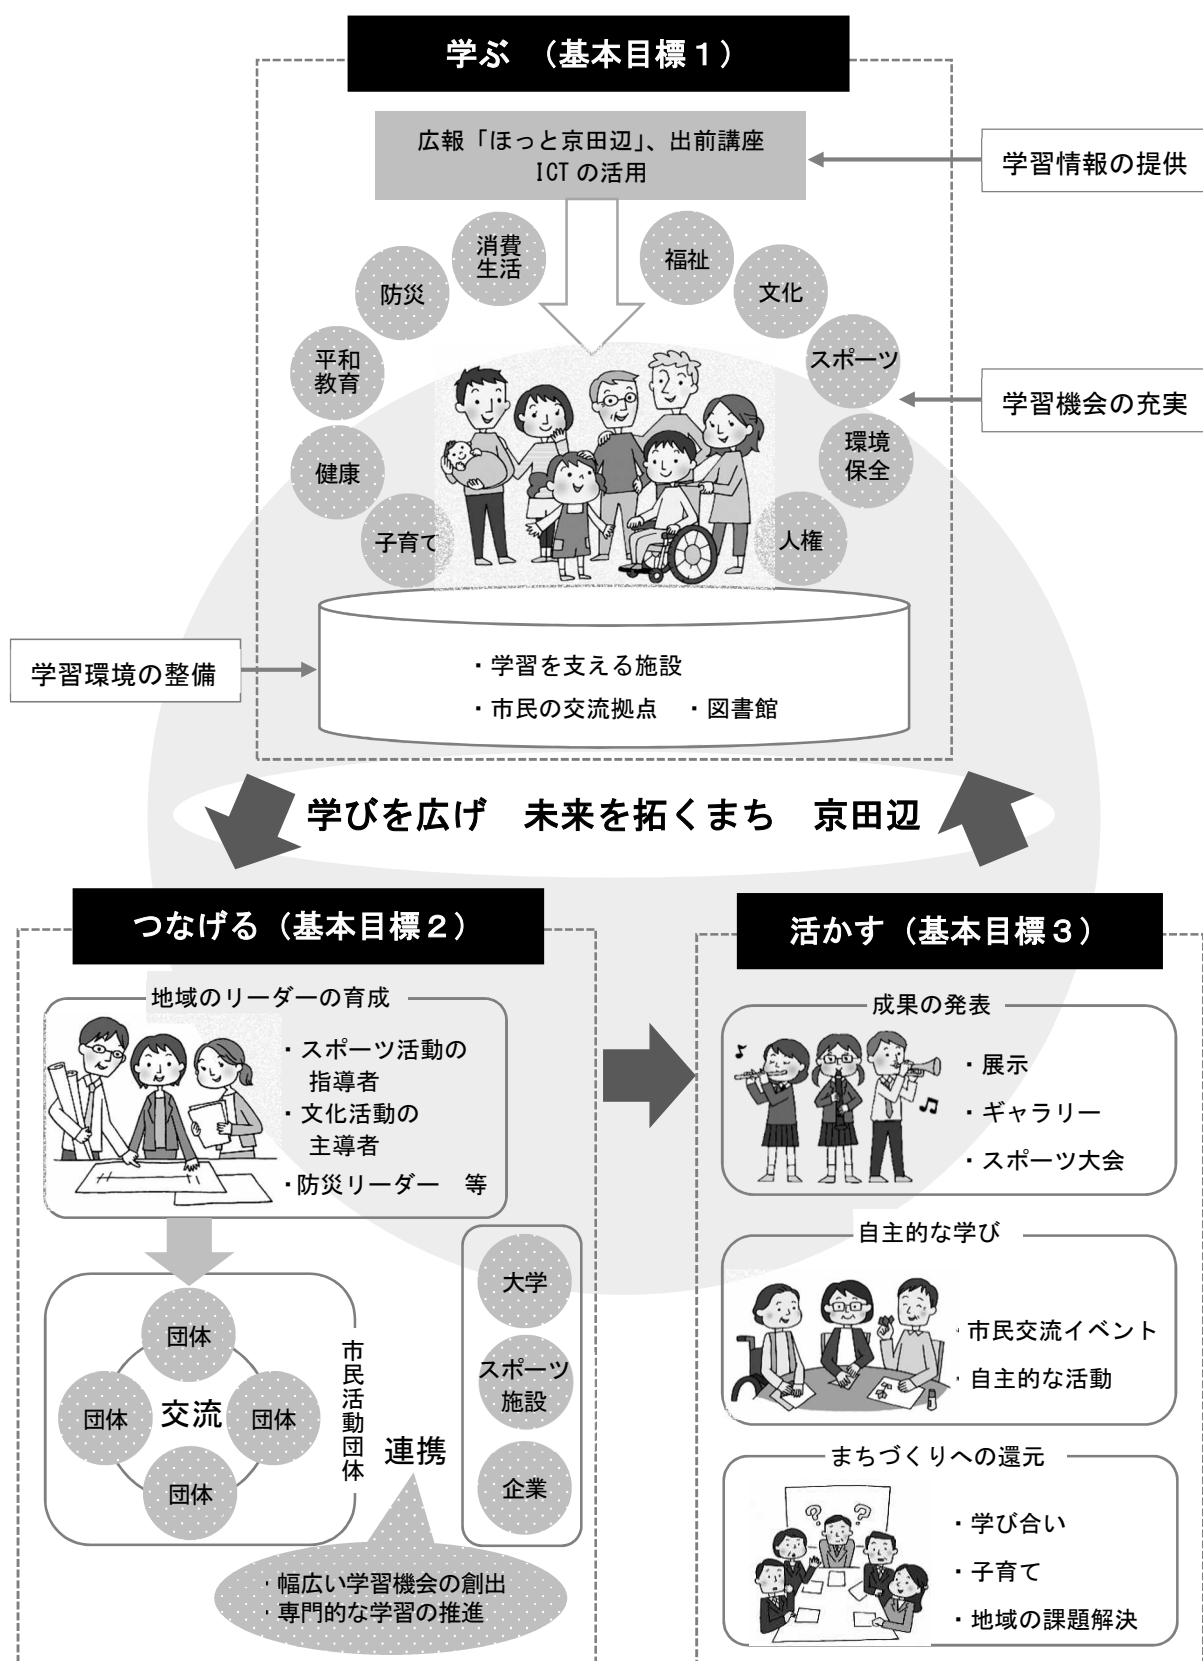 学ぶ （基本目標１）
広報「ほっと京田辺」、出前講座
ICTの活用
学習情報の提供
消費
生活
福祉
防災
文化
平和
教育
スポーツ
学習機会の充実
健康
環境
保全
子育て
人権
学習環境の整備
・学習を支える施設
・市民の交流拠点　・図書館
学びを広げ　未来を拓くまち　京田辺
つなげる（基本目標２）
地域のリーダーの育成
・スポーツ活動の
指導者
・文化活動の
主導者
・防災リーダー　等
団体
団体
交流
団体
団体
市民活動団体
連携
大学
スポーツ
施設
企業
・幅広い学習機会の創出
・専門的な学習の推進
活かす（基本目標３）
成果の発表
・展示
・ギャラリー
・スポーツ大会
自主的な学び
・市民交流イベント
・自主的な活動
まちづくりへの還元
・学び合い
・子育て
・地域の課題解決